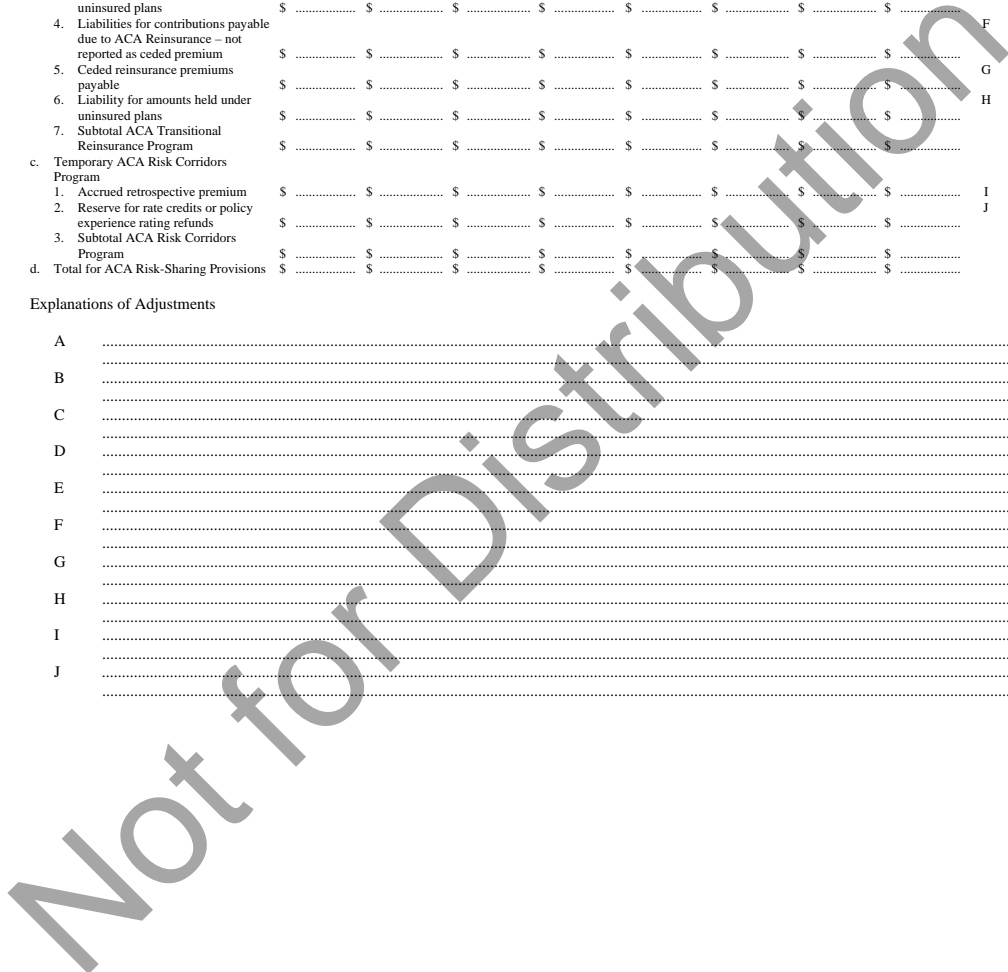 uninsured plans $ ................ $ ................ $ ................ $ ................ $ ................ $ ................ $ ................ $ ................
4. Liabilities for contributions payable F
due to ACA Reinsurance – not
reported as ceded premium $ ................ $ ................ $ ................ $ ................ $ ................ $ ................ $ ................ $ ................
5. Ceded reinsurance premiums G
payable $ ................ $ ................ $ ................ $ ................ $ ................ $ ................ $ ................ $ ................
6. Liability for amounts held under H
uninsured plans $ ................ $ ................ $ ................ $ ................ $ ................ $ ................ $ ................ $ ................
7. Subtotal ACA Transitional
Reinsurance Program $ ................ $ ................ $ ................ $ ................ $ ................ $ ................ $ ................ $ ................
c. Temporary ACA Risk Corridors
Program
1. Accrued retrospective premium $ ................ $ ................ $ ................ $ ................ $ ................ $ ................ $ ................ $ ................ I
2. Reserve for rate credits or policy J
experience rating refunds $ ................ $ ................ $ ................ $ ................ $ ................ $ ................ $ ................ $ ................
3. Subtotal ACA Risk Corridors
Program $ ................ $ ................ $ ................ $ ................ $ ................ $ ................ $ ................ $ ................
d. Total for ACA Risk-Sharing Provisions $ ................ $ ................ $ ................ $ ................ $ ................ $ ................ $ ................ $ ................
Explanations of Adjustments
A
B
C
D
E
F
G
H
I
J
Not for Distribution